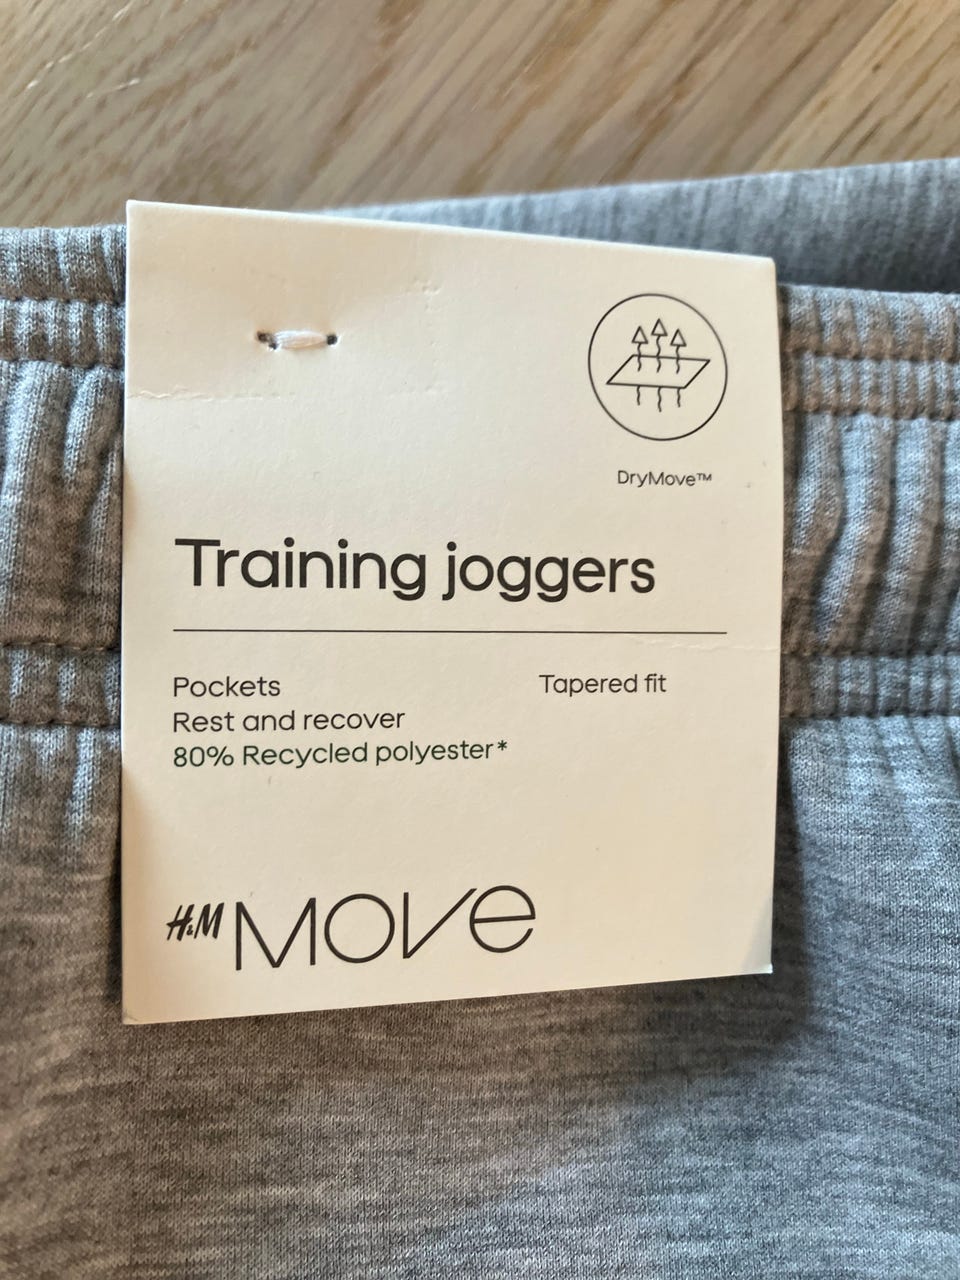 DryMove™
Training joggers
Pockets
Rest and recover
80% Recycled polyester*
Tapered fit
H&M MOVE